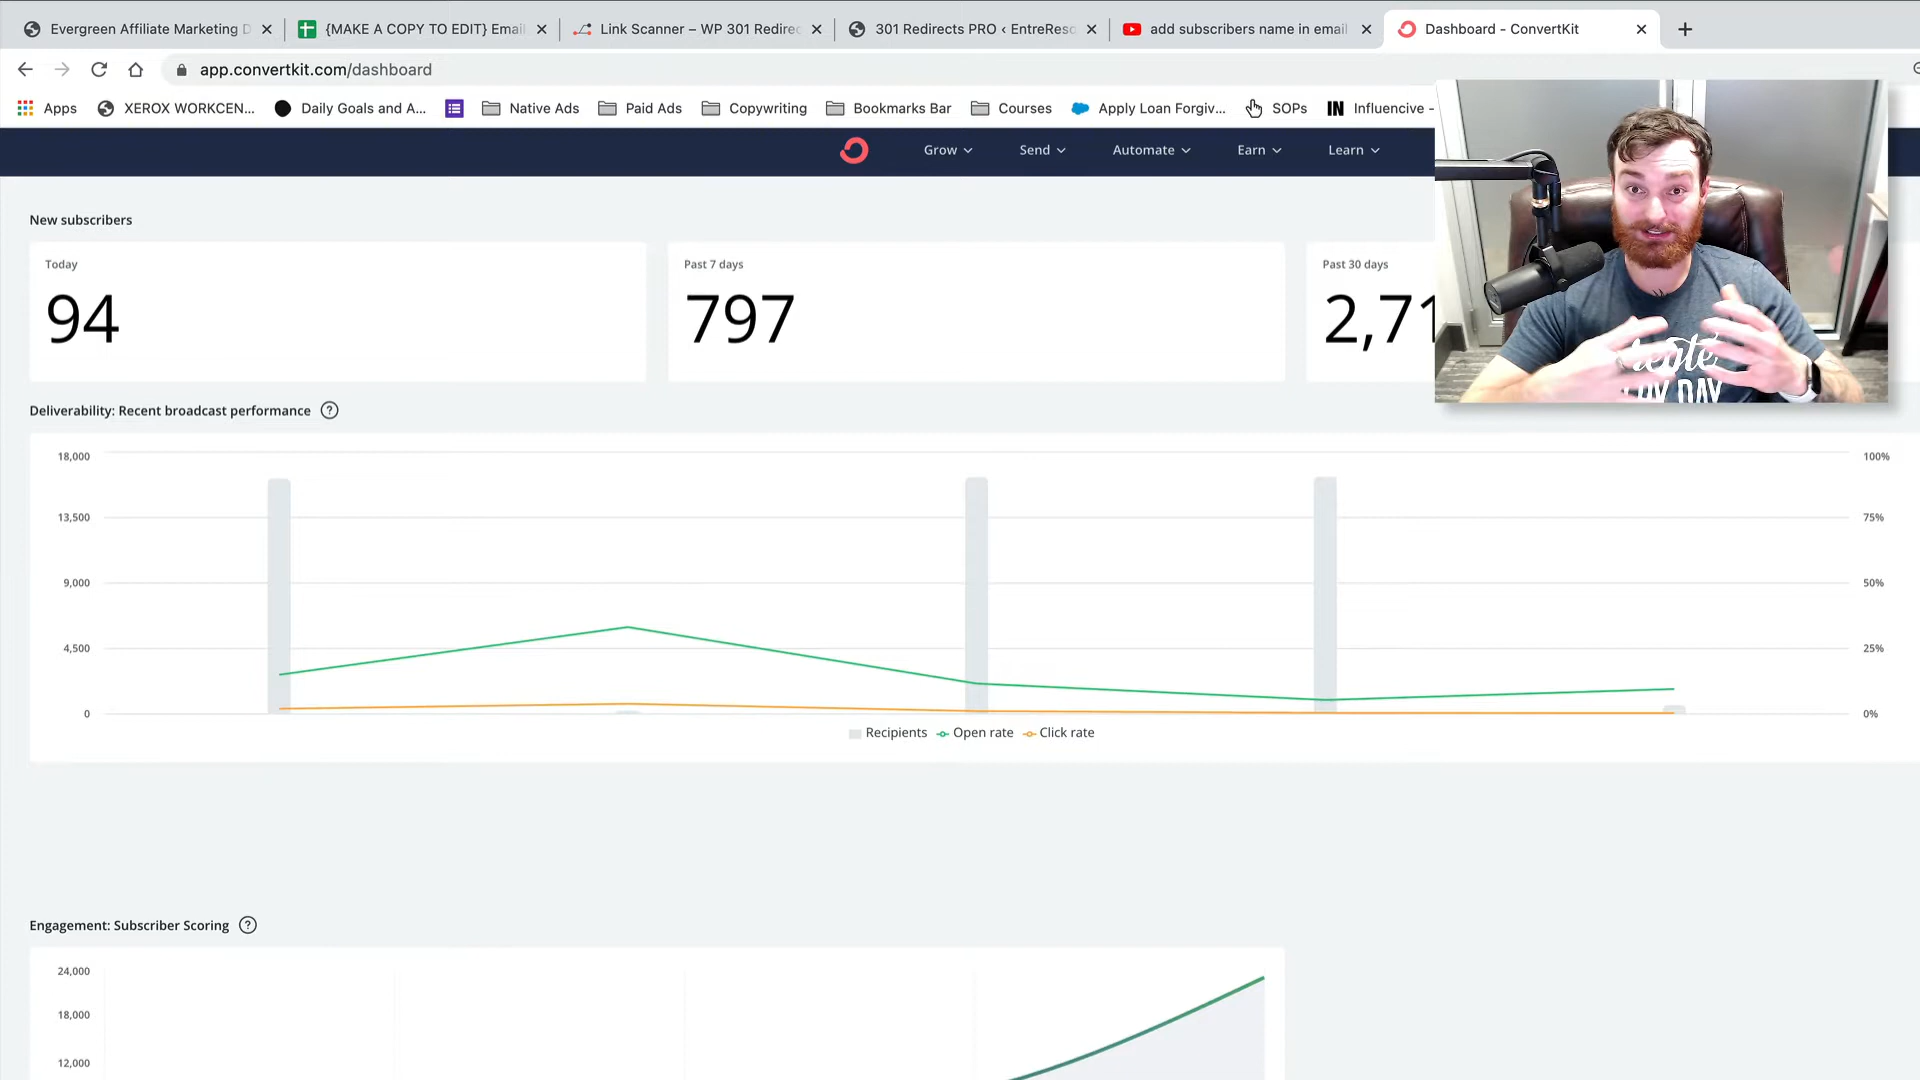 Evergreen Affiliate Marketing D
{MAKE A COPY TO EDIT} Email
Link Scanner – WP 301 Redirec
301 Redirects PRO ‹ EntreReso
add subscribers name in email
Dashboard - ConvertKit
app.convertkit.com/dashboard
Apps
XEROX WORKCEN...
Daily Goals and A...
Native Ads
Paid Ads
Copywriting
Bookmarks Bar
Courses
Apply Loan Forgiv...
SOPs
IN Influencive -
Grow
Send
Automate
Earn
Learn
New subscribers
Today
94
Past 7 days
797
Past 30 days
2,71
DAY
Deliverability: Recent broadcast performance ?
18,000
13,500
9,000
4,500
0
100%
75%
50%
25%
0%
Recipients Open rate Click rate
Engagement: Subscriber Scoring ?
24,000
18,000
12,000